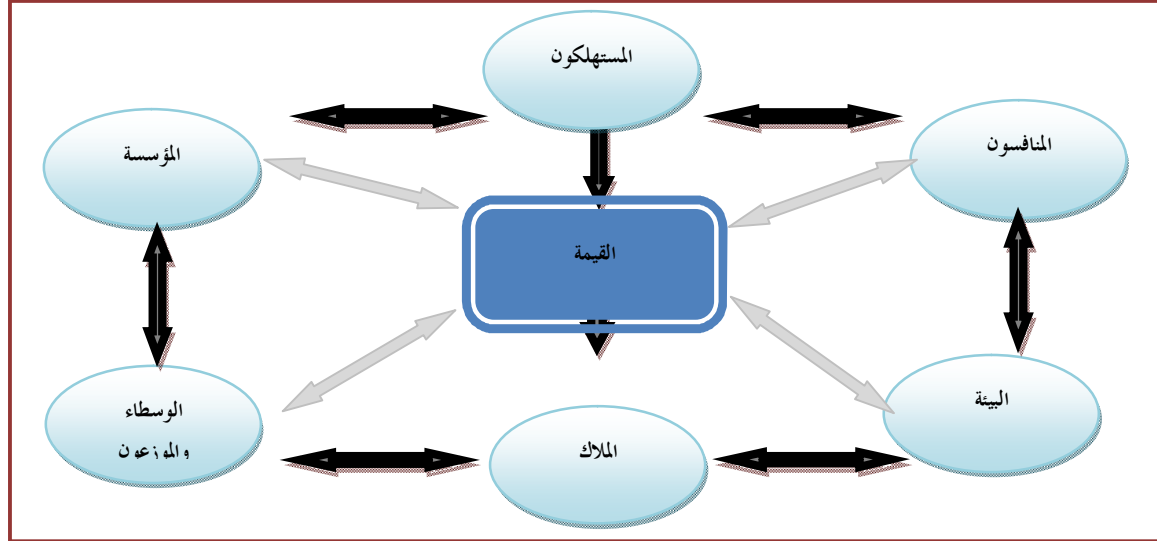 المستهلكون
المنافسون
المؤسسة
القيمة
البيئة
الوسطاء
والموزعون
الملاك